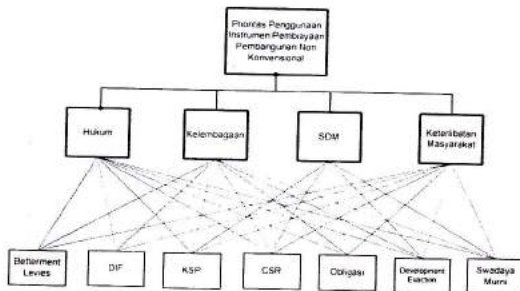 Prioritas Penggunaan
Instrumen Pembiayaan
Pembangunan Non
Konvensional
Hukum
Kelembagaan
SDM
Keterlibatan
Masyarakat
Betterment
Levies
DIF
KSP
CSR
Obligasi
Development
Exaction
Swadaya
Murni